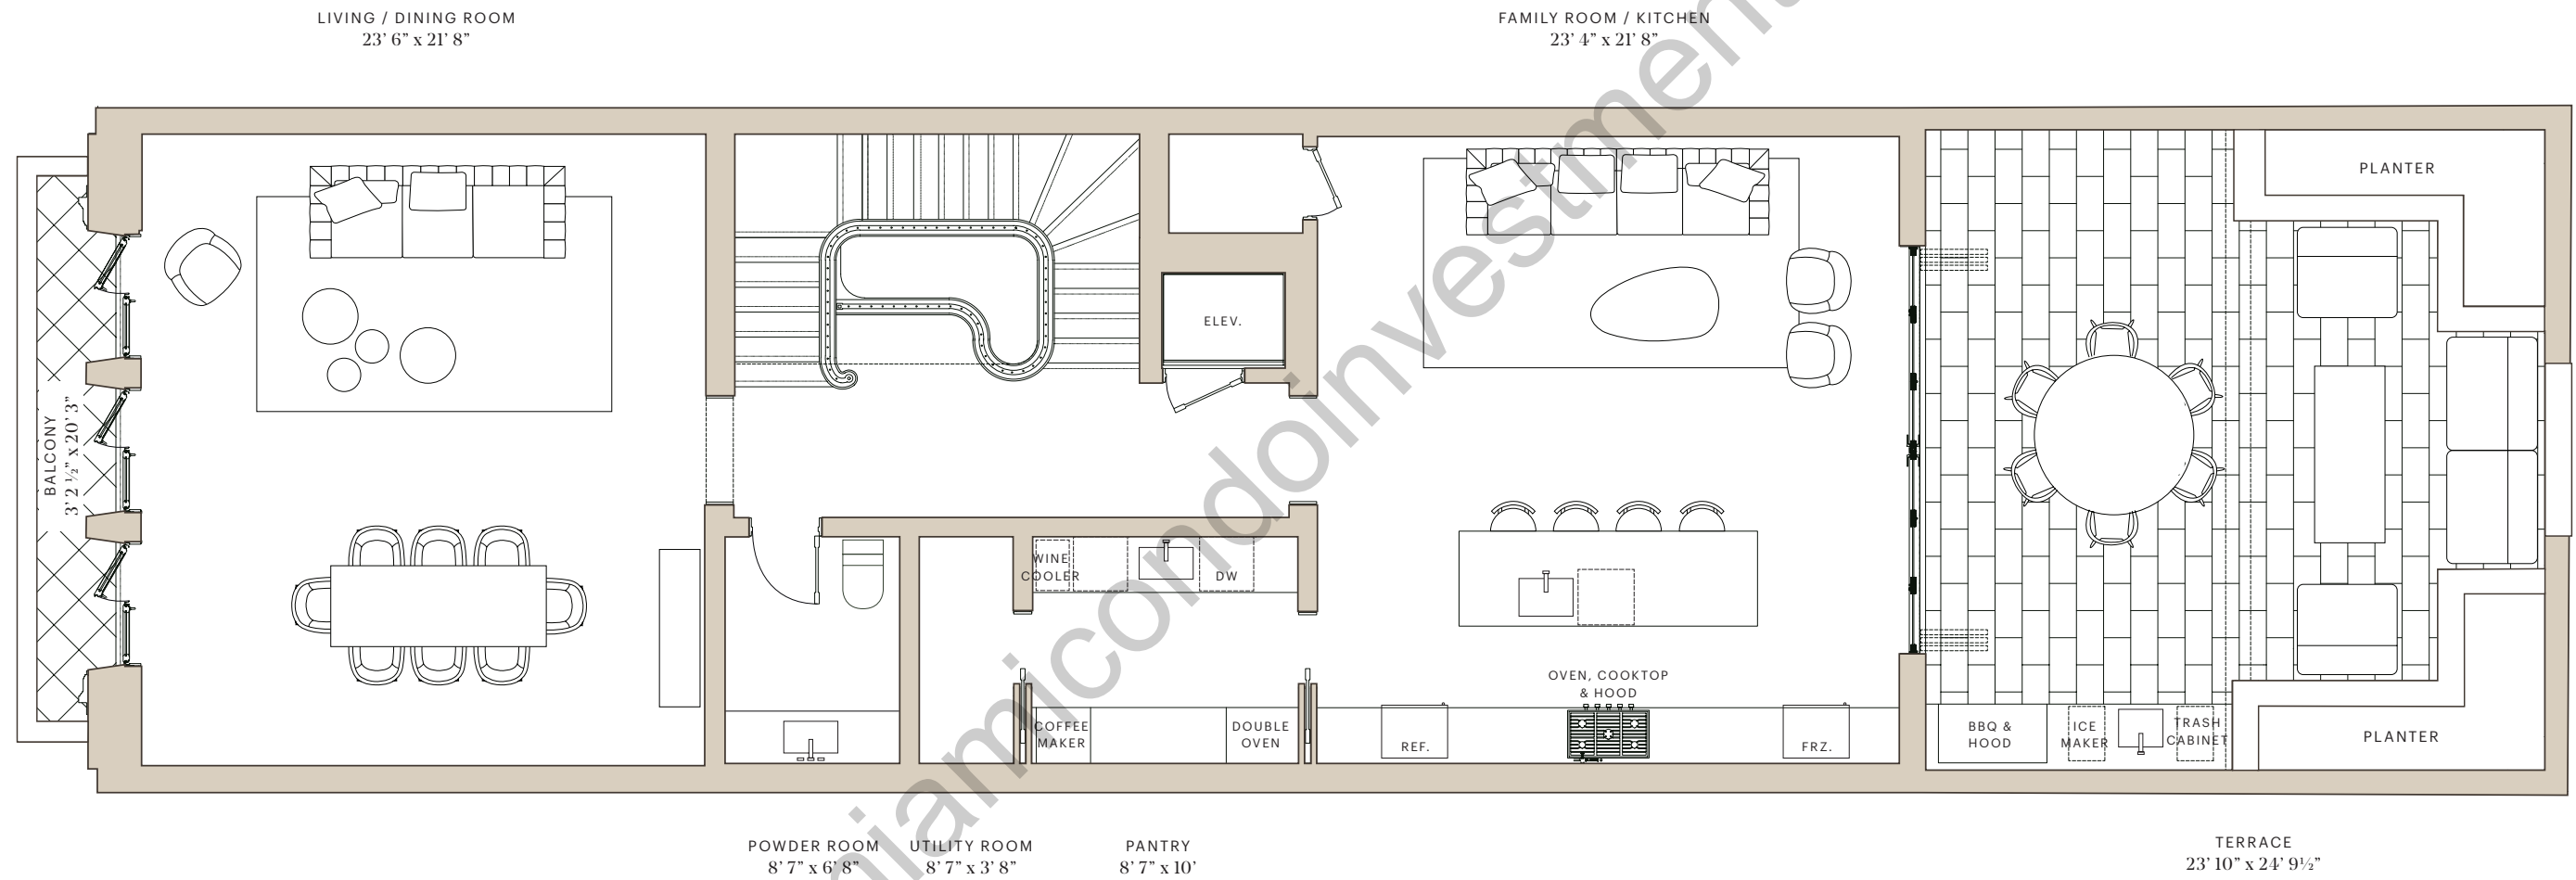 LIVING / DINING ROOM
23’ 6” x 21’ 8”
FAMILY ROOM / KITCHEN
23’ 4” x 21’ 8”
PLANTER
ELEV.
BALCONY
3’ 2 ½” x 20’ 3”
WINE
COOLER
DW
OVEN, COOKTOP
& HOOD
COFFEE
MAKER
DOUBLE
OVEN
REF.
FRZ.
BBQ &
HOOD
ICE
MAKER
TRASH
CABINET
PLANTER
POWDER ROOM
8’ 7” x 6’ 8”
UTILITY ROOM
8’ 7” x 3’ 8”
PANTRY
8’ 7” x 10’
TERRACE
23’ 10” x 24’ 9½”
miamicondoinvestment